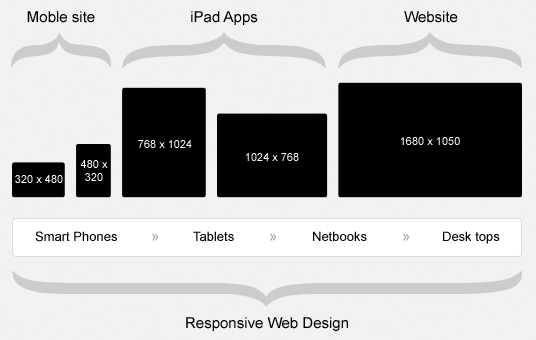 Moble site
iPad Apps
Website
320 x 480
480 x
320
768 x 1024
1024 x 768
1680 x 1050
Smart Phones » Tablets » Netbooks » Desk tops
Responsive Web Design